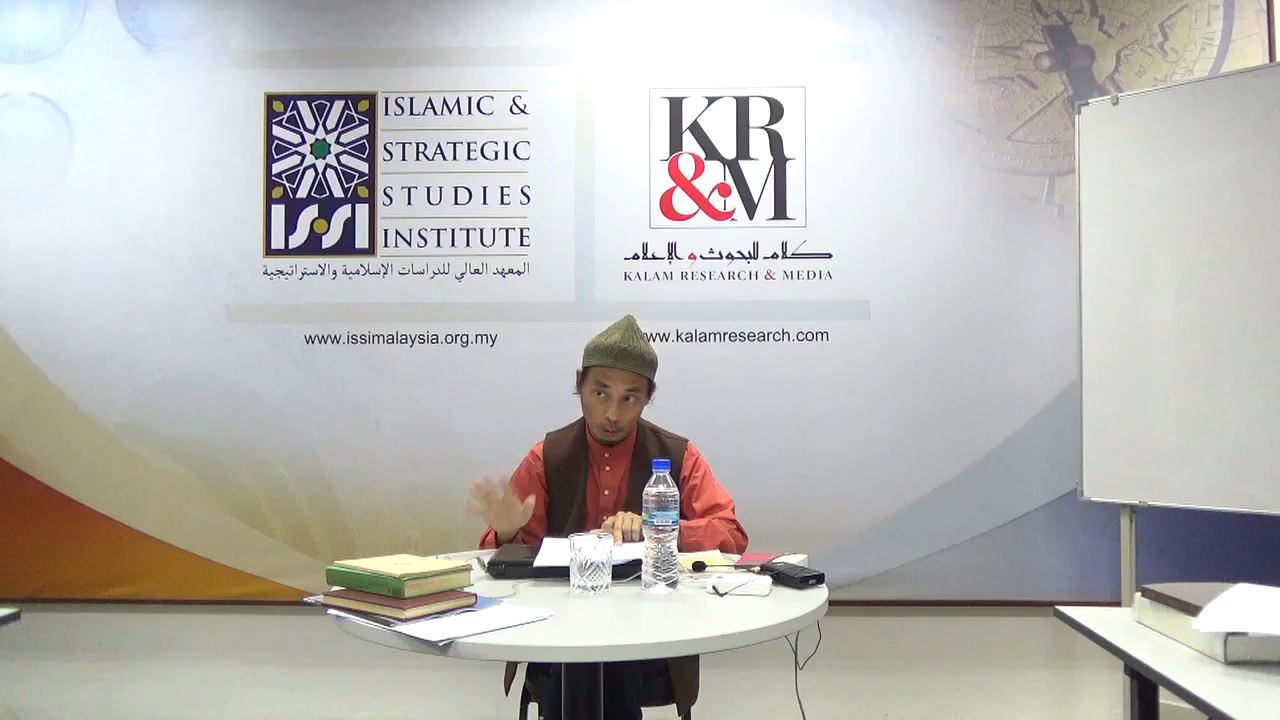 ISLAMIC &
STRATEGIC
STUDIES
INSTITUTE
ISSI
المعهد العالي للدراسات الإسلامية والاستراتيجية
www.issimalaysia.org.my
KR
&M
كلام للبحوث و الإعلام
KALAM RESEARCH & MEDIA
www.kalamresearch.com